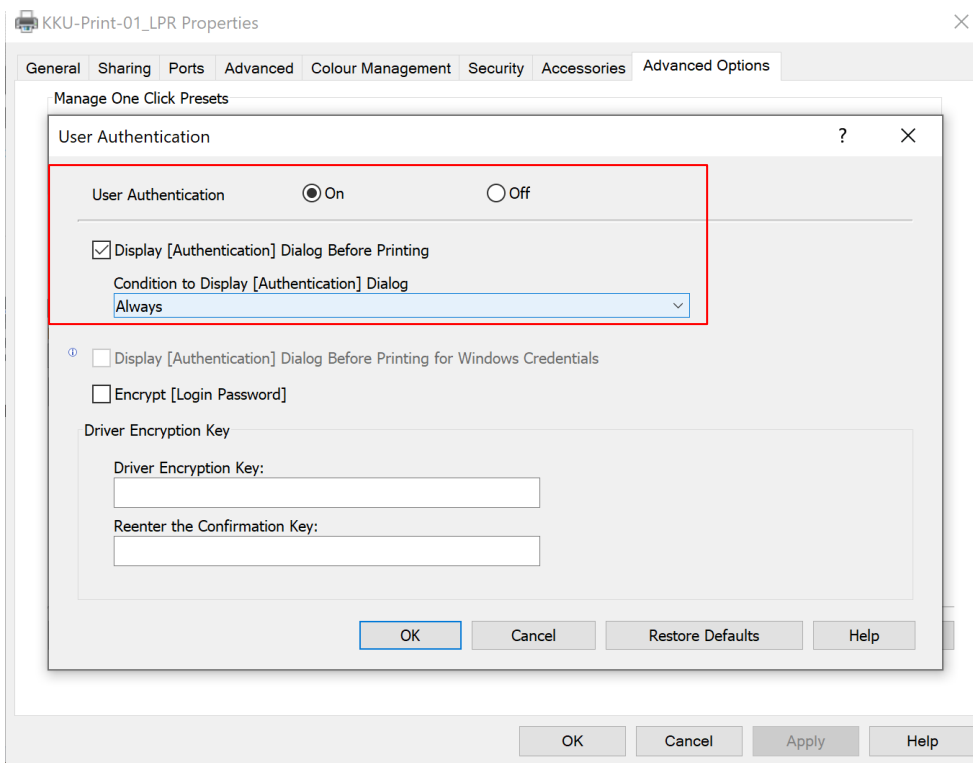 KKU-Print-01_LPR Properties
General Sharing Ports Advanced Colour Management Security Accessories Advanced Options
Manage One Click Presets
User Authentication ?
User Authentication On Off
Display [Authentication] Dialog Before Printing
Condition to Display [Authentication] Dialog
Always
Display [Authentication] Dialog Before Printing for Windows Credentials
Encrypt [Login Password]
Driver Encryption Key
Driver Encryption Key:
Reenter the Confirmation Key:
OK Cancel Restore Defaults Help
OK Cancel Apply Help